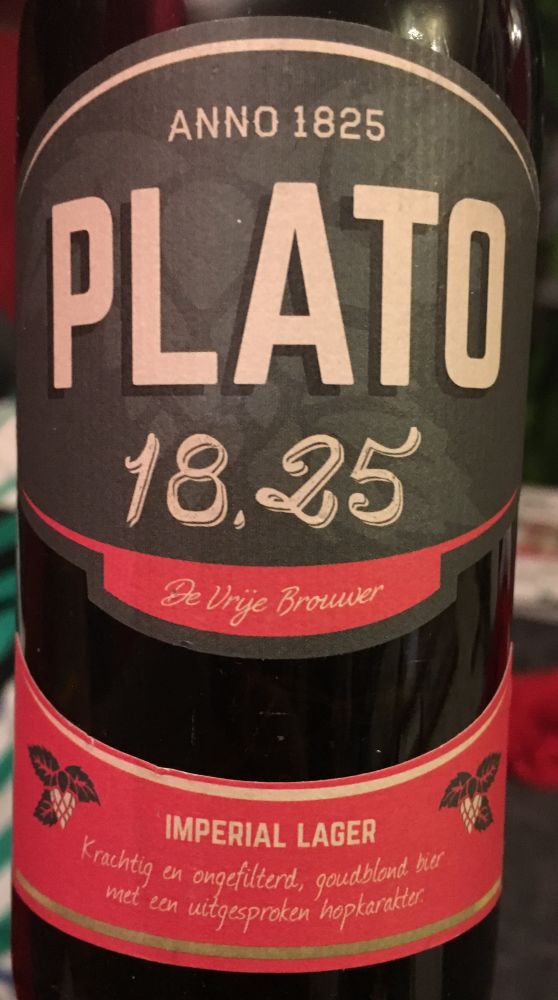 ANNO 1825
PLATO
18.25
De Vrije Brouwer
IMPERIAL LAGER
Krachtig en ongefilterd, goudblond bier
met een uitgesproken hopkarakter.